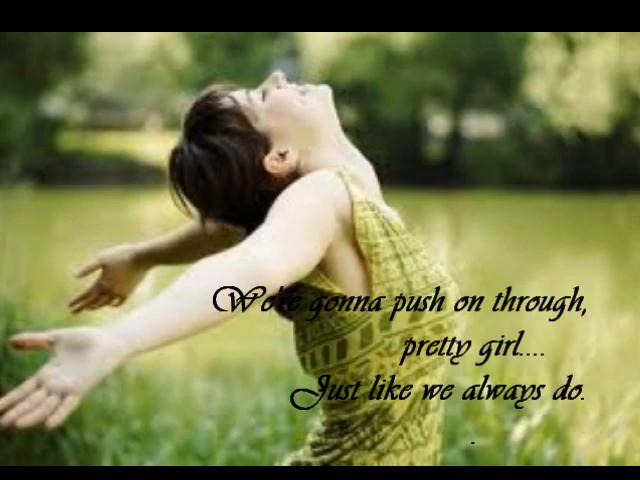 We're gonna push on through,
pretty girl....
Just like we always do.
.